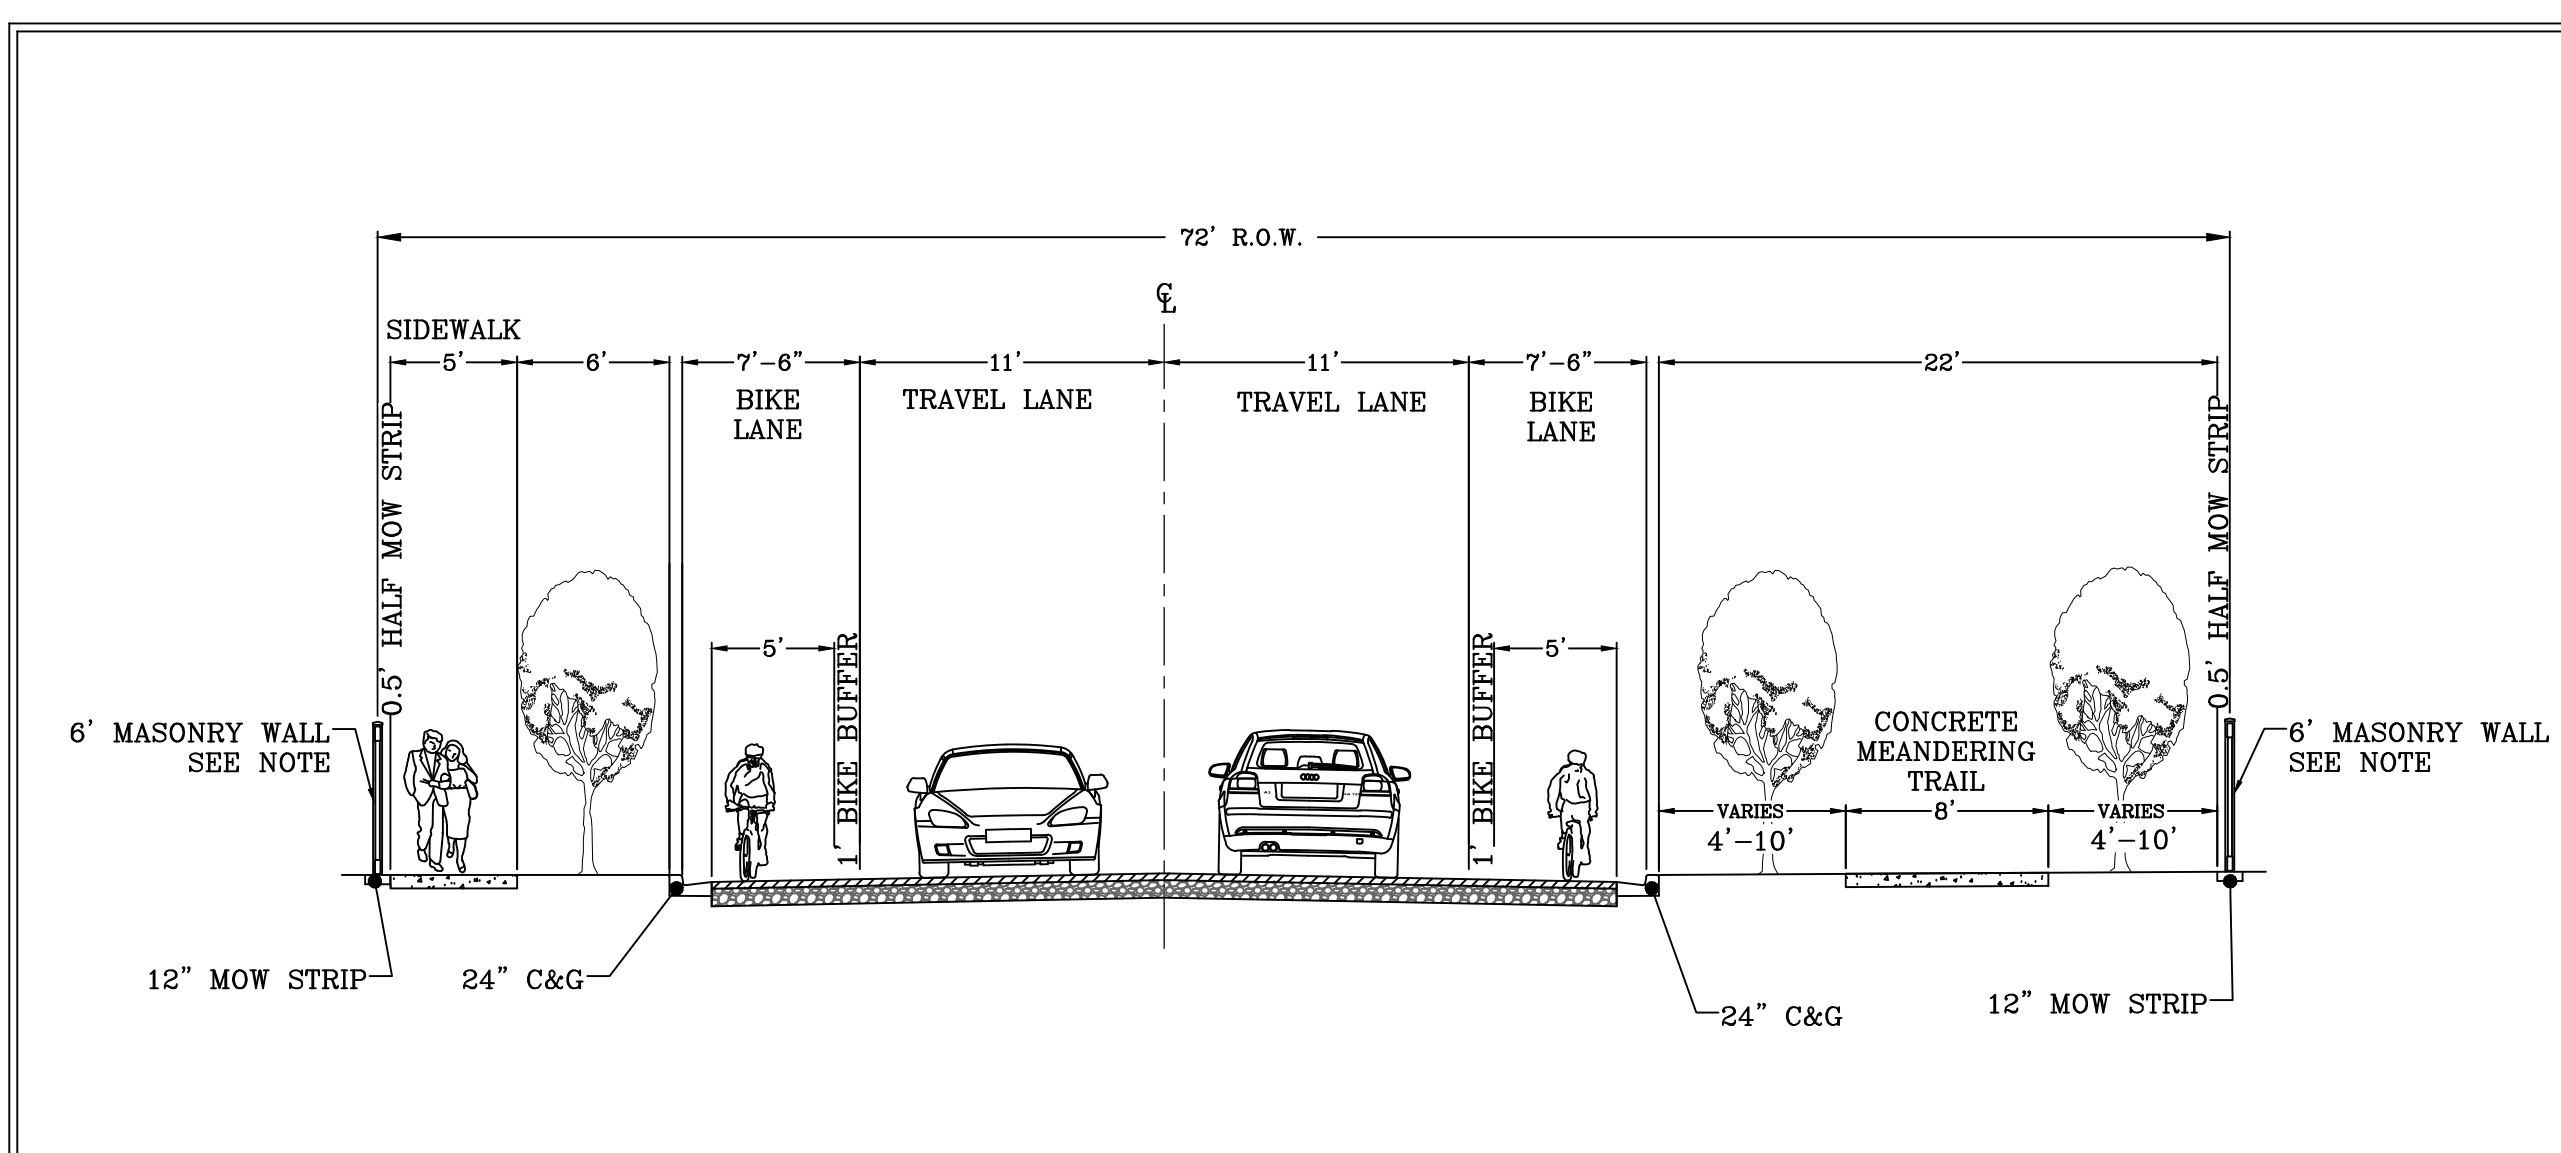 72' R.O.W.
CL
SIDEWALK
5'
6'
7'-6"
11'
11'
7'-6"
22'
BIKE
LANE
TRAVEL LANE
TRAVEL LANE
BIKE
LANE
0.5' HALF MOW STRIP
0.5' HALF MOW STRIP
5'
1' BIKE BUFFER
1' BIKE BUFFER
5'
6' MASONRY WALL
SEE NOTE
CONCRETE
MEANDERING
TRAIL
6' MASONRY WALL
SEE NOTE
VARIES
4'-10'
8'
VARIES
4'-10'
12" MOW STRIP
24" C&G
24" C&G
12" MOW STRIP